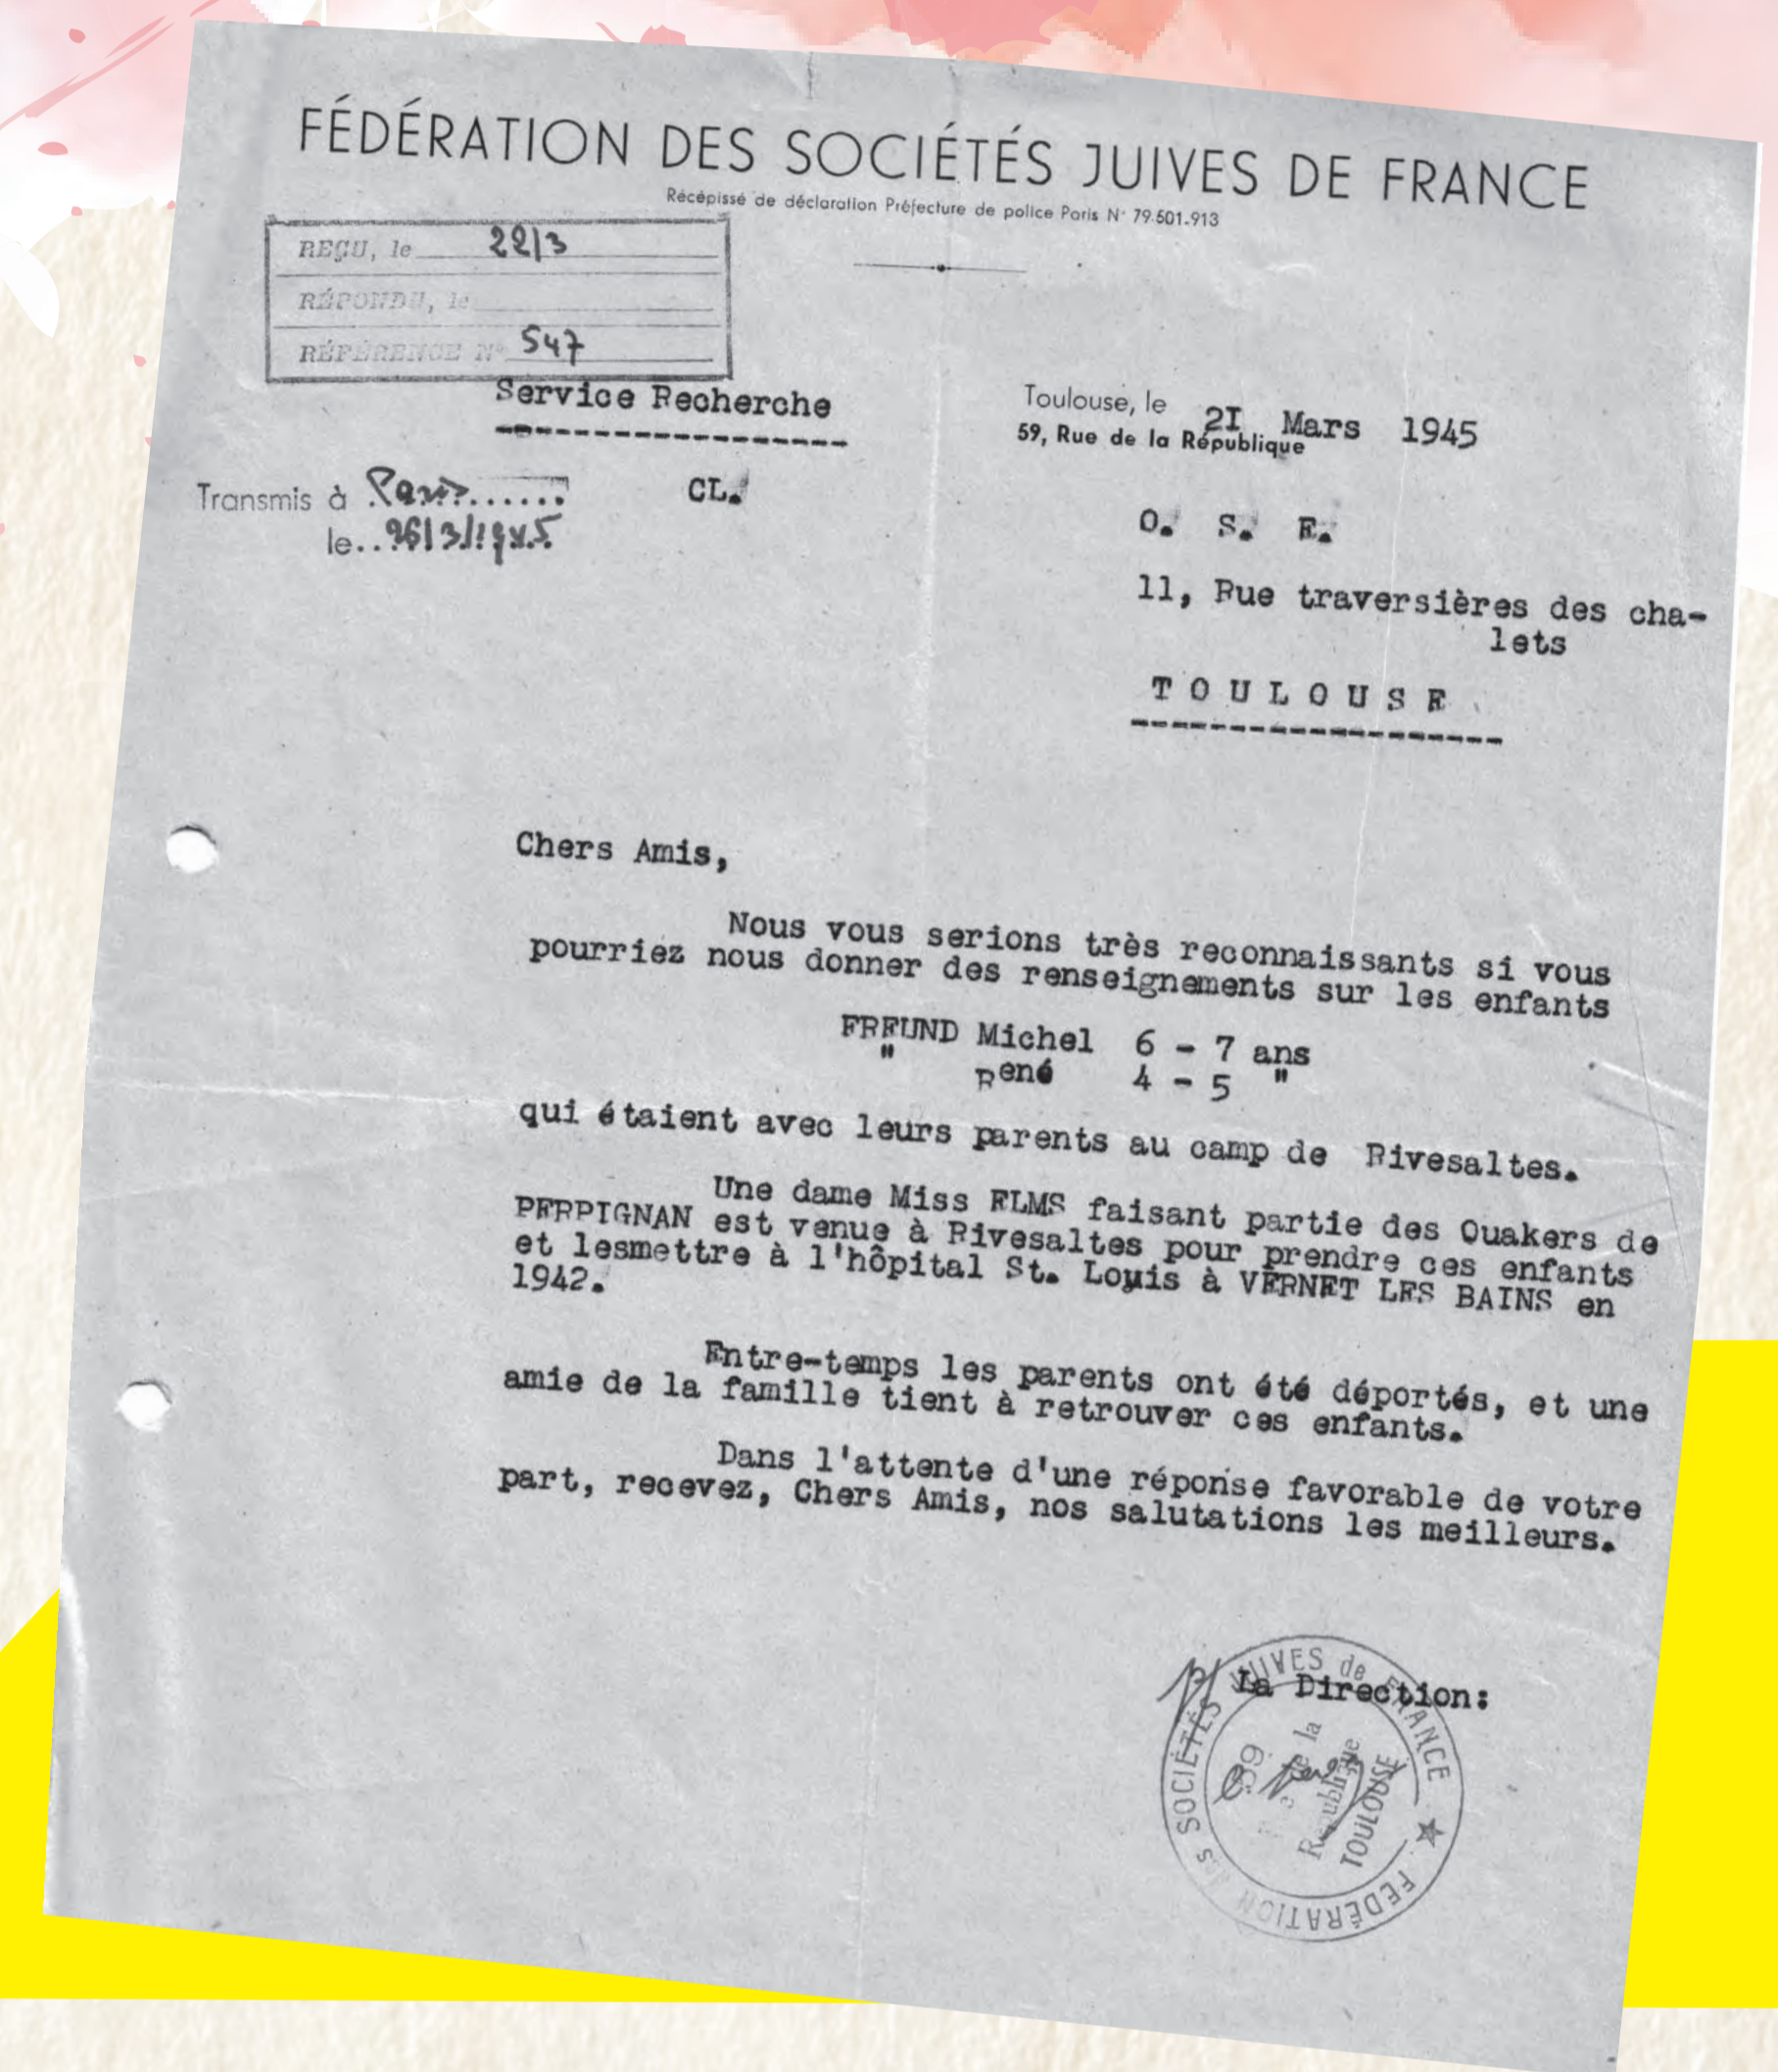 FÉDÉRATION DES SOCIÉTÉS JUIVES DE FRANCE
Récépissé de déclaration Préfecture de police Paris N° 79.501.913
REÇU, le 22/3
RÉPONDU, le
RÉFÉRENCE N° 547
Service Recherche
Toulouse, le 2I Mars 1945
59, Rue de la République
Transmis à Paris......
CL.
le.. 26/3/1945
O. S. E.
11, Rue traversières des cha-
lets
TOULOUSE
Chers Amis,
Nous vous serions très reconnaissants si vous
pourriez nous donner des renseignements sur les enfants
FREUND Michel 6 - 7 ans
" René 4 - 5 "
qui étaient avec leurs parents au camp de Rivesaltes.
Une dame Miss ELMS faisant partie des Quakers de
PERPIGNAN est venue à Rivesaltes pour prendre ces enfants
et lesmettre à l'hôpital St. Louis à VERNET LES BAINS en
1942.
Entre-temps les parents ont été déportés, et une
amie de la famille tient à retrouver ces enfants.
Dans l'attente d'une réponse favorable de votre
part, recevez, Chers Amis, nos salutations les meilleurs.
La Direction:
FEDÉRATION SOCIÉTÉS JUIVES de FRANCE
59
de la
République
TOULOUSE